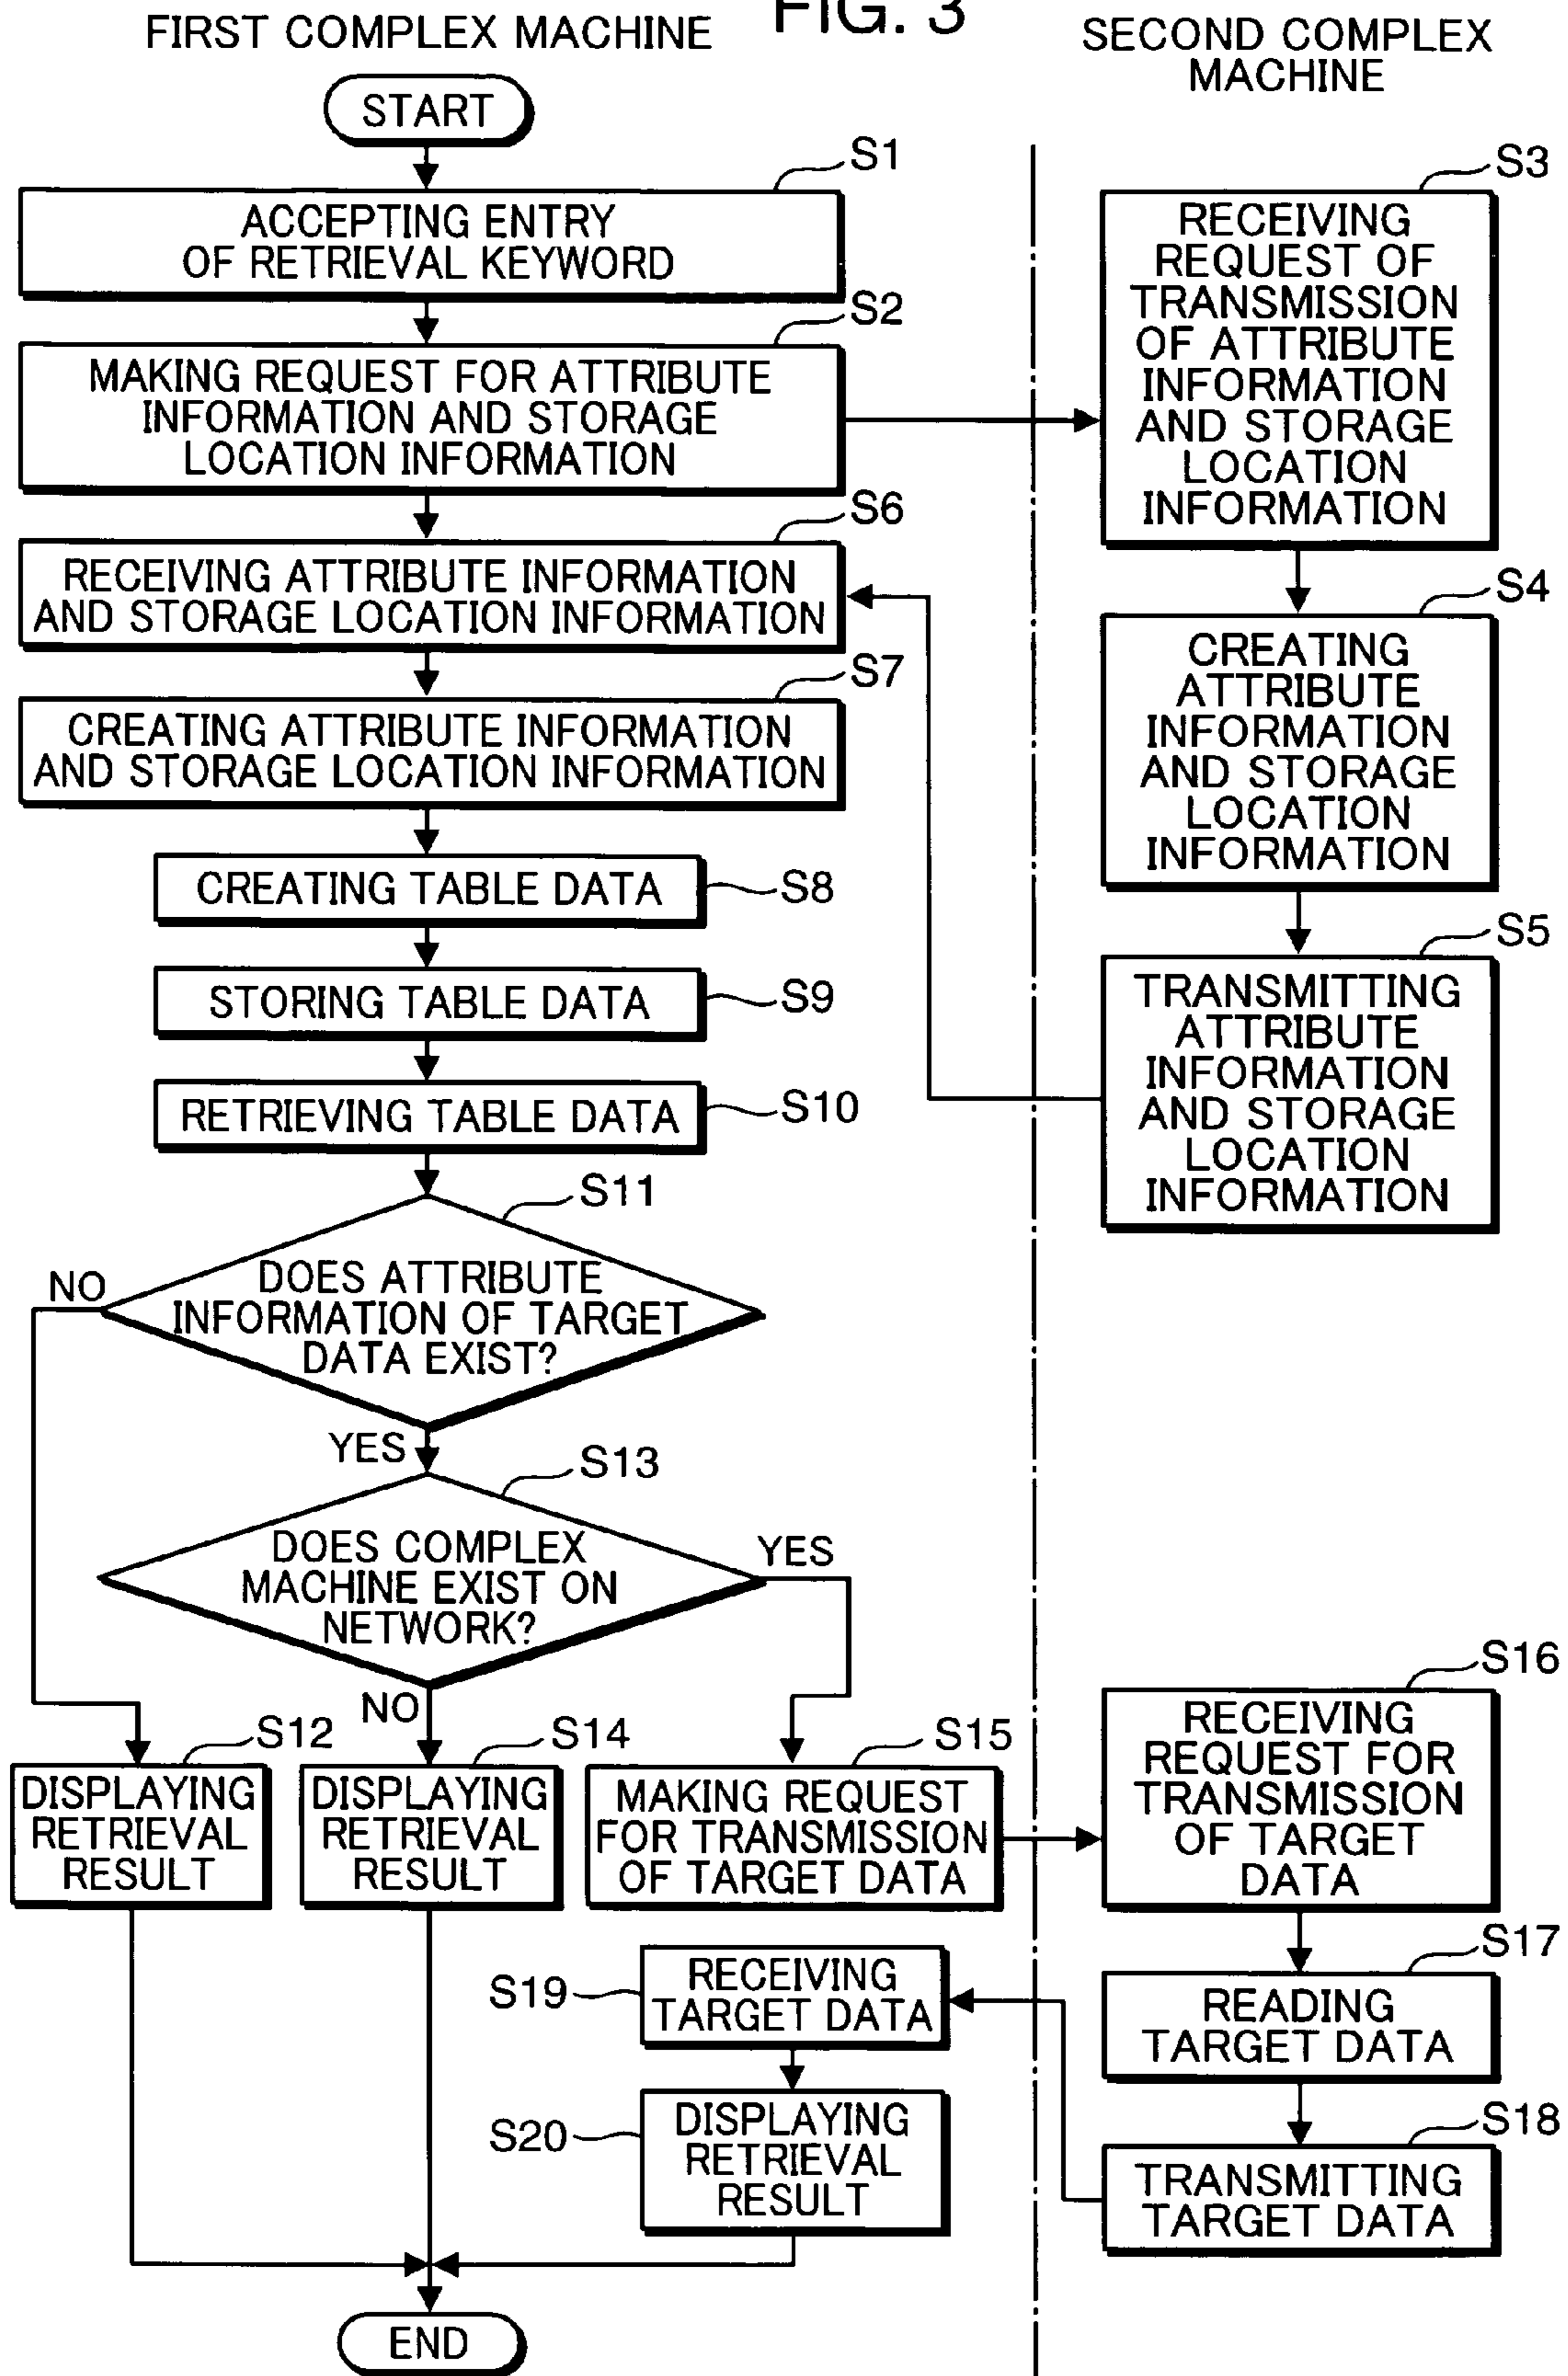 FIG. 3
FIRST COMPLEX MACHINE
SECOND COMPLEX
MACHINE
START
S1
ACCEPTING ENTRY
OF RETRIEVAL KEYWORD
S2
MAKING REQUEST FOR ATTRIBUTE
INFORMATION AND STORAGE
LOCATION INFORMATION
S3
RECEIVING
REQUEST OF
TRANSMISSION
OF ATTRIBUTE
INFORMATION
AND STORAGE
LOCATION
INFORMATION
S4
CREATING
ATTRIBUTE
INFORMATION
AND STORAGE
LOCATION
INFORMATION
S5
TRANSMITTING
ATTRIBUTE
INFORMATION
AND STORAGE
LOCATION
INFORMATION
S6
RECEIVING ATTRIBUTE INFORMATION
AND STORAGE LOCATION INFORMATION
S7
CREATING ATTRIBUTE INFORMATION
AND STORAGE LOCATION INFORMATION
CREATING TABLE DATA
S8
STORING TABLE DATA
S9
RETRIEVING TABLE DATA
S10
S11
NO
DOES ATTRIBUTE
INFORMATION OF TARGET
DATA EXIST?
YES
S13
DOES COMPLEX
MACHINE EXIST ON
NETWORK?
YES
NO
S12
DISPLAYING
RETRIEVAL
RESULT
S14
DISPLAYING
RETRIEVAL
RESULT
S15
MAKING REQUEST
FOR TRANSMISSION
OF TARGET DATA
S16
RECEIVING
REQUEST FOR
TRANSMISSION
OF TARGET
DATA
S17
READING
TARGET DATA
S18
TRANSMITTING
TARGET DATA
S19
RECEIVING
TARGET DATA
S20
DISPLAYING
RETRIEVAL
RESULT
END